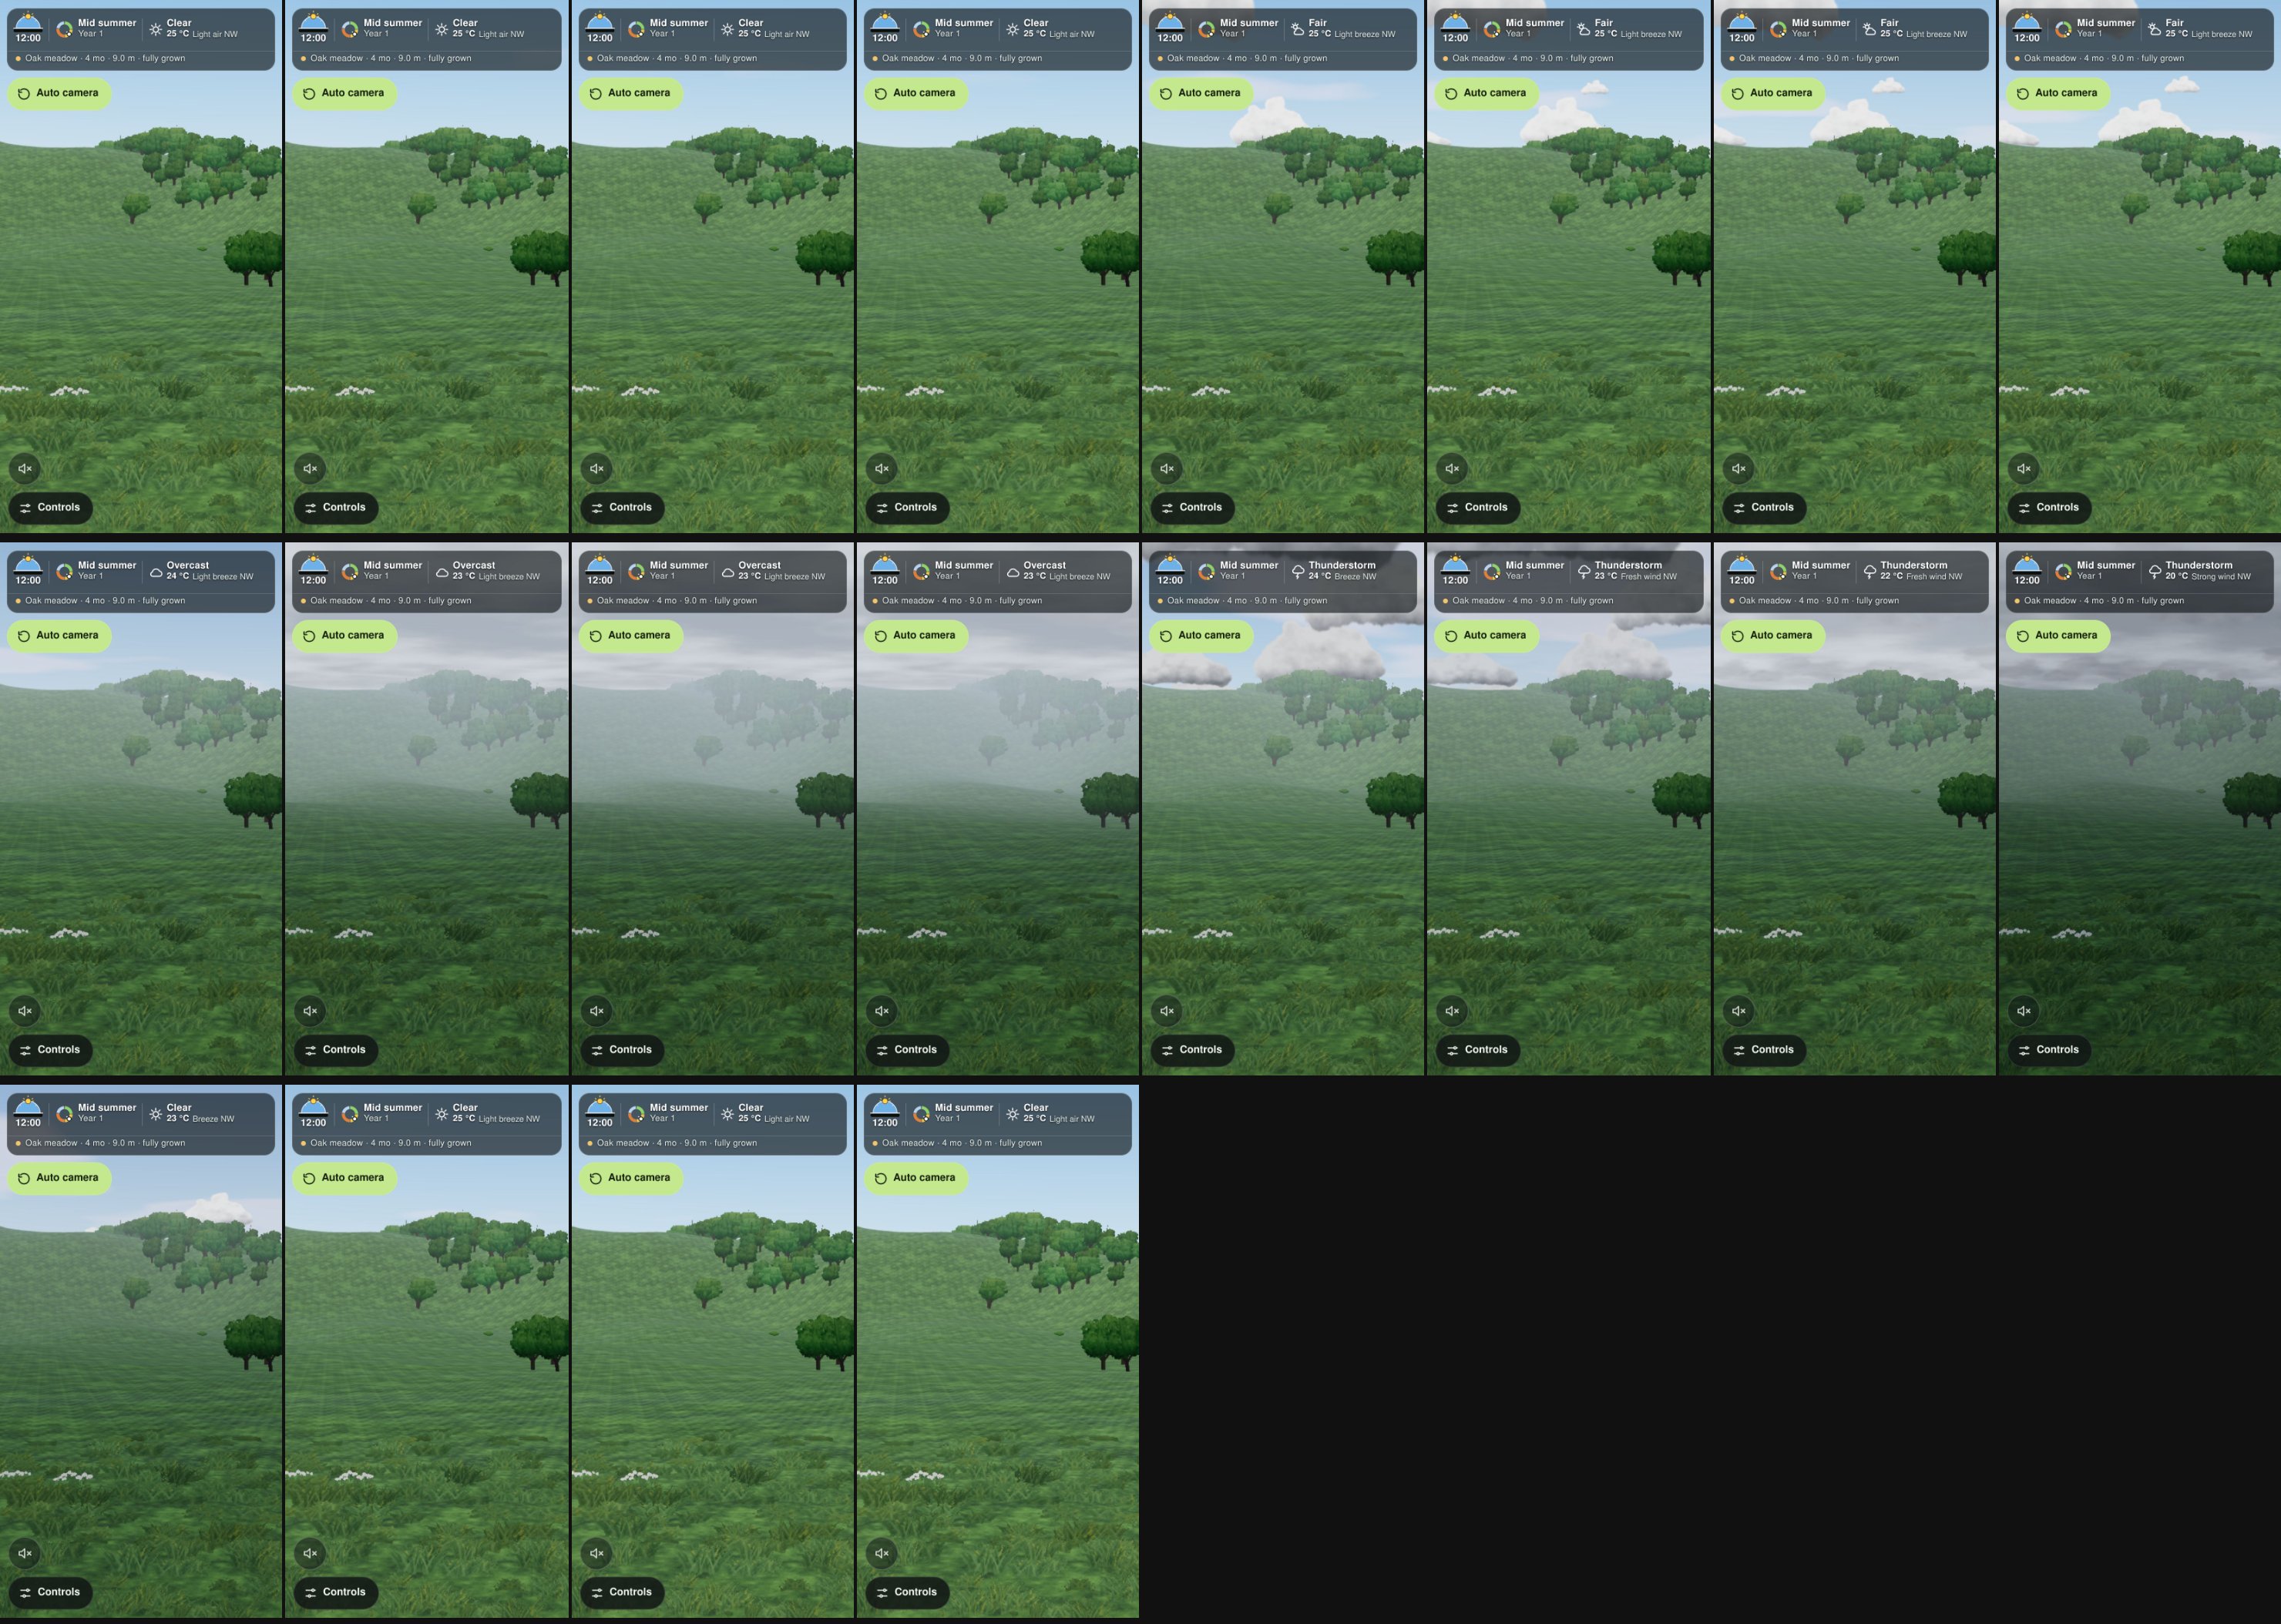 12:00
Mid summer
Year 1
Clear
25 °C Light air NW
Oak meadow · 4 mo · 9.0 m · fully grown
Auto camera
Controls
12:00
Mid summer
Year 1
Clear
25 °C Light air NW
Oak meadow · 4 mo · 9.0 m · fully grown
Auto camera
Controls
12:00
Mid summer
Year 1
Clear
25 °C Light air NW
Oak meadow · 4 mo · 9.0 m · fully grown
Auto camera
Controls
12:00
Mid summer
Year 1
Clear
25 °C Light air NW
Oak meadow · 4 mo · 9.0 m · fully grown
Auto camera
Controls
12:00
Mid summer
Year 1
Fair
25 °C Light breeze NW
Oak meadow · 4 mo · 9.0 m · fully grown
Auto camera
Controls
12:00
Mid summer
Year 1
Fair
25 °C Light breeze NW
Oak meadow · 4 mo · 9.0 m · fully grown
Auto camera
Controls
12:00
Mid summer
Year 1
Fair
25 °C Light breeze NW
Oak meadow · 4 mo · 9.0 m · fully grown
Auto camera
Controls
12:00
Mid summer
Year 1
Fair
25 °C Light breeze NW
Oak meadow · 4 mo · 9.0 m · fully grown
Auto camera
Controls
12:00
Mid summer
Year 1
Overcast
24 °C Light breeze NW
Oak meadow · 4 mo · 9.0 m · fully grown
Auto camera
Controls
12:00
Mid summer
Year 1
Overcast
23 °C Light breeze NW
Oak meadow · 4 mo · 9.0 m · fully grown
Auto camera
Controls
12:00
Mid summer
Year 1
Overcast
23 °C Light breeze NW
Oak meadow · 4 mo · 9.0 m · fully grown
Auto camera
Controls
12:00
Mid summer
Year 1
Overcast
23 °C Light breeze NW
Oak meadow · 4 mo · 9.0 m · fully grown
Auto camera
Controls
12:00
Mid summer
Year 1
Thunderstorm
24 °C Breeze NW
Oak meadow · 4 mo · 9.0 m · fully grown
Auto camera
Controls
12:00
Mid summer
Year 1
Thunderstorm
23 °C Fresh wind NW
Oak meadow · 4 mo · 9.0 m · fully grown
Auto camera
Controls
12:00
Mid summer
Year 1
Thunderstorm
22 °C Fresh wind NW
Oak meadow · 4 mo · 9.0 m · fully grown
Auto camera
Controls
12:00
Mid summer
Year 1
Thunderstorm
20 °C Strong wind NW
Oak meadow · 4 mo · 9.0 m · fully grown
Auto camera
Controls
12:00
Mid summer
Year 1
Clear
23 °C Breeze NW
Oak meadow · 4 mo · 9.0 m · fully grown
Auto camera
Controls
12:00
Mid summer
Year 1
Clear
25 °C Light breeze NW
Oak meadow · 4 mo · 9.0 m · fully grown
Auto camera
Controls
12:00
Mid summer
Year 1
Clear
25 °C Light air NW
Oak meadow · 4 mo · 9.0 m · fully grown
Auto camera
Controls
12:00
Mid summer
Year 1
Clear
25 °C Light air NW
Oak meadow · 4 mo · 9.0 m · fully grown
Auto camera
Controls